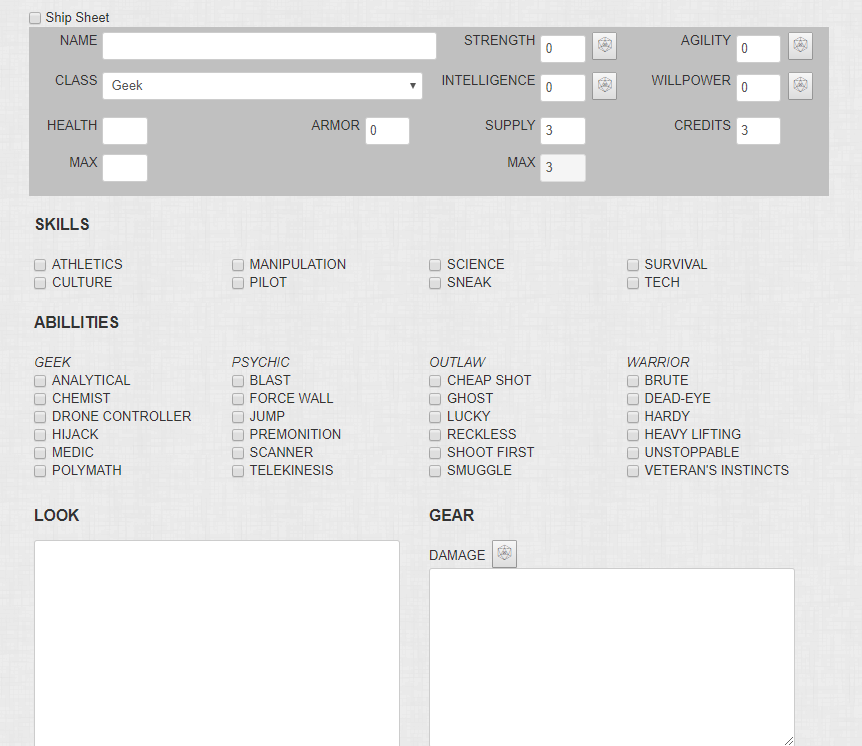 Ship Sheet
NAME STRENGTH 0 AGILITY 0
CLASS Geek INTELLIGENCE 0 WILLPOWER 0
HEALTH ARMOR 0 SUPPLY 3 CREDITS 3
MAX MAX 3
SKILLS
ATHLETICS MANIPULATION SCIENCE SURVIVAL
CULTURE PILOT SNEAK TECH
ABILLITIES
GEEK PSYCHIC OUTLAW WARRIOR
ANALYTICAL BLAST CHEAP SHOT BRUTE
CHEMIST FORCE WALL GHOST DEAD-EYE
DRONE CONTROLLER JUMP LUCKY HARDY
HIJACK PREMONITION RECKLESS HEAVY LIFTING
MEDIC SCANNER SHOOT FIRST UNSTOPPABLE
POLYMATH TELEKINESIS SMUGGLE VETERAN'S INSTINCTS
LOOK GEAR
DAMAGE